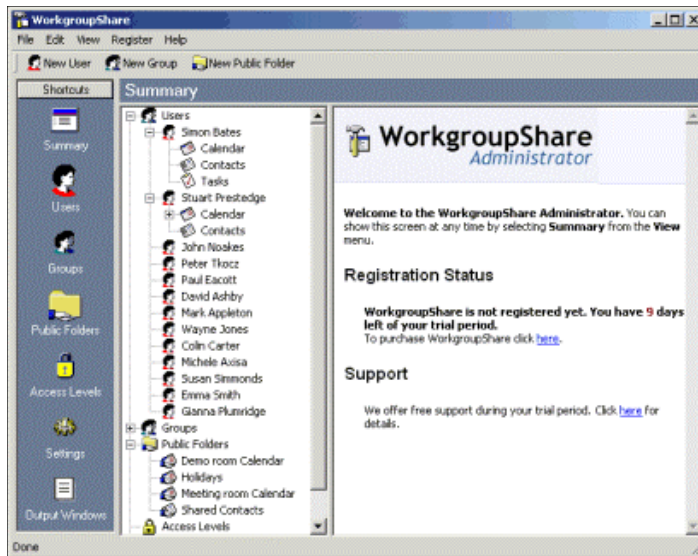 WorkgroupShare
File Edit View Register Help
New User New Group New Public Folder
Shortcuts
Summary
Users
Groups
Public Folders
Access Levels
Settings
Output Windows
Summary
Users
Simon Bates
Calendar
Contacts
Tasks
Stuart Prestedge
Calendar
Contacts
John Noakes
Peter Tkocz
Paul Eacott
David Ashby
Mark Appleton
Wayne Jones
Colin Carter
Michele Axisa
Susan Simmonds
Emma Smith
Gianna Plumridge
Groups
Public Folders
Demo room Calendar
Holidays
Meeting room Calendar
Shared Contacts
Access Levels
WorkgroupShare
Administrator
Welcome to the WorkgroupShare Administrator. You can
show this screen at any time by selecting Summary from the View
menu.
Registration Status
WorkgroupShare is not registered yet. You have 9 days
left of your trial period.
To purchase WorkgroupShare click here.
Support
We offer free support during your trial period. Click here for
details.
Done